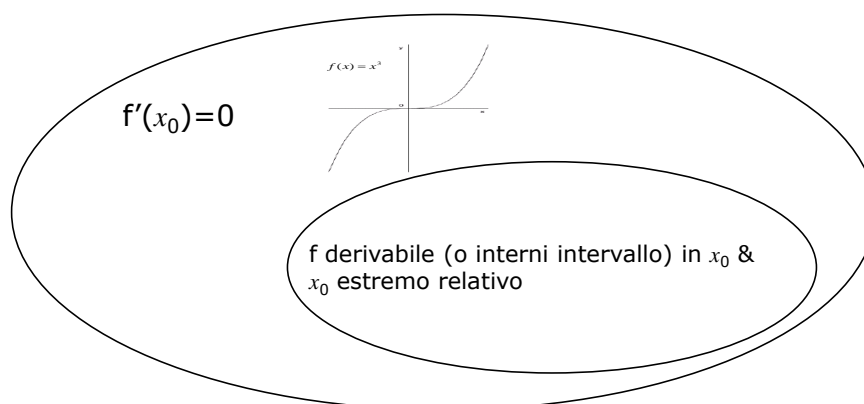 f(x) = x³
f'(x₀)=0
f derivabile (o interni intervallo) in x₀ &
x₀ estremo relativo